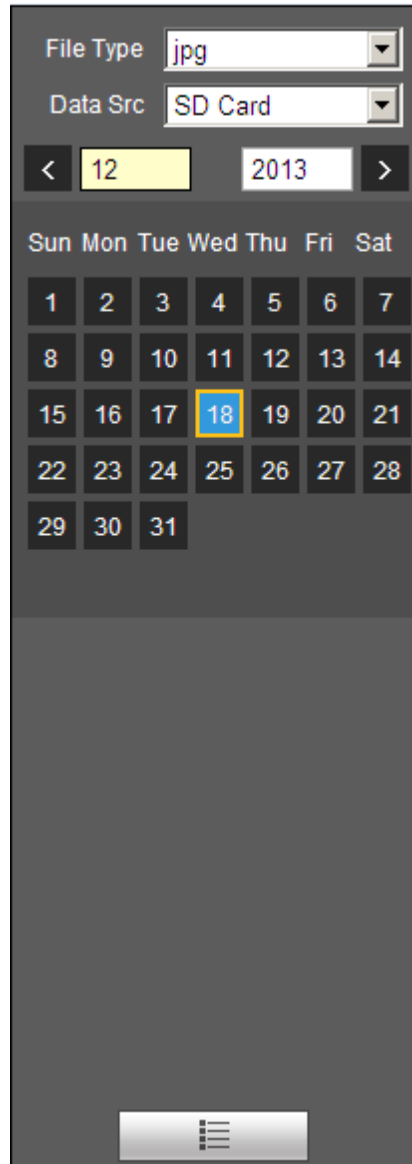 File Type jpg
Data Src SD Card
< 12 2013 >
Sun Mon Tue Wed Thu Fri Sat
1 2 3 4 5 6 7
8 9 10 11 12 13 14
15 16 17 18 19 20 21
22 23 24 25 26 27 28
29 30 31